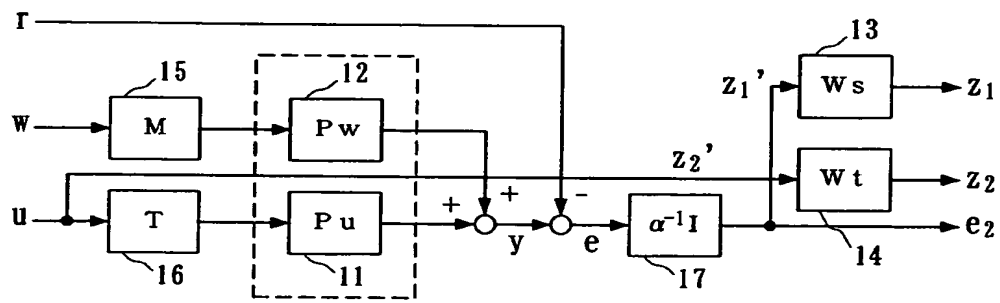 r
13
15
12
z₁'
Ws
z₁
w
M
Pw
z₂'
+
-
Wt
z₂
u
T
Pu
+
y
e
α⁻¹I
e₂
14
16
11
17